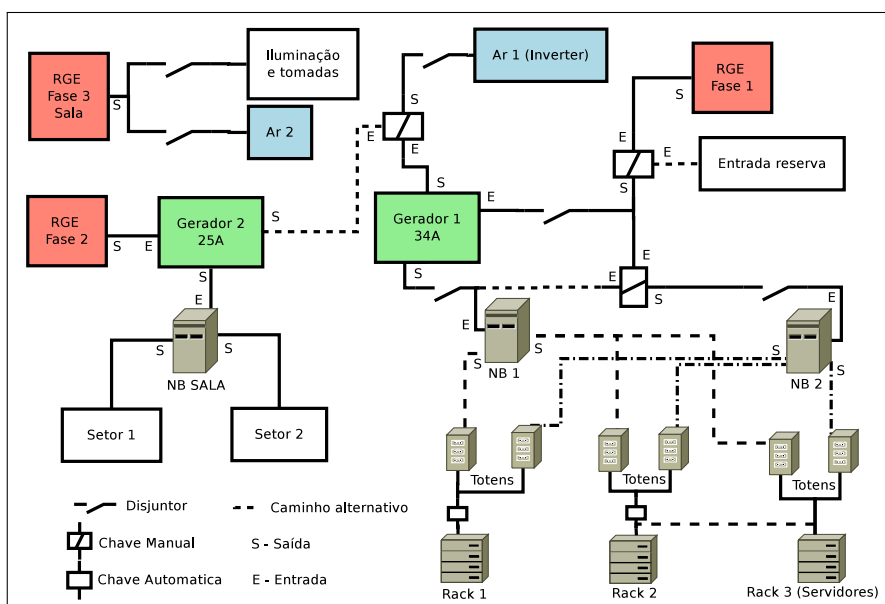 RGE
Fase 3
Sala
S
Iluminação
e tomadas
Ar 2
Ar 1 (Inverter)
S
E
E
S
RGE
Fase 1
S
E
E
S
Entrada reserva
RGE
Fase 2
S
E
Gerador 2
25A
S
S
E
Gerador 1
34A
E
S
E
E
S
E
E
NB SALA
S
S
NB 1
S
S
NB 2
S
S
Setor 1
Setor 2
Totens
Totens
Totens
Rack 1
Rack 2
Rack 3 (Servidores)
Disjuntor
Caminho alternativo
Chave Manual
S - Saída
Chave Automatica
E - Entrada